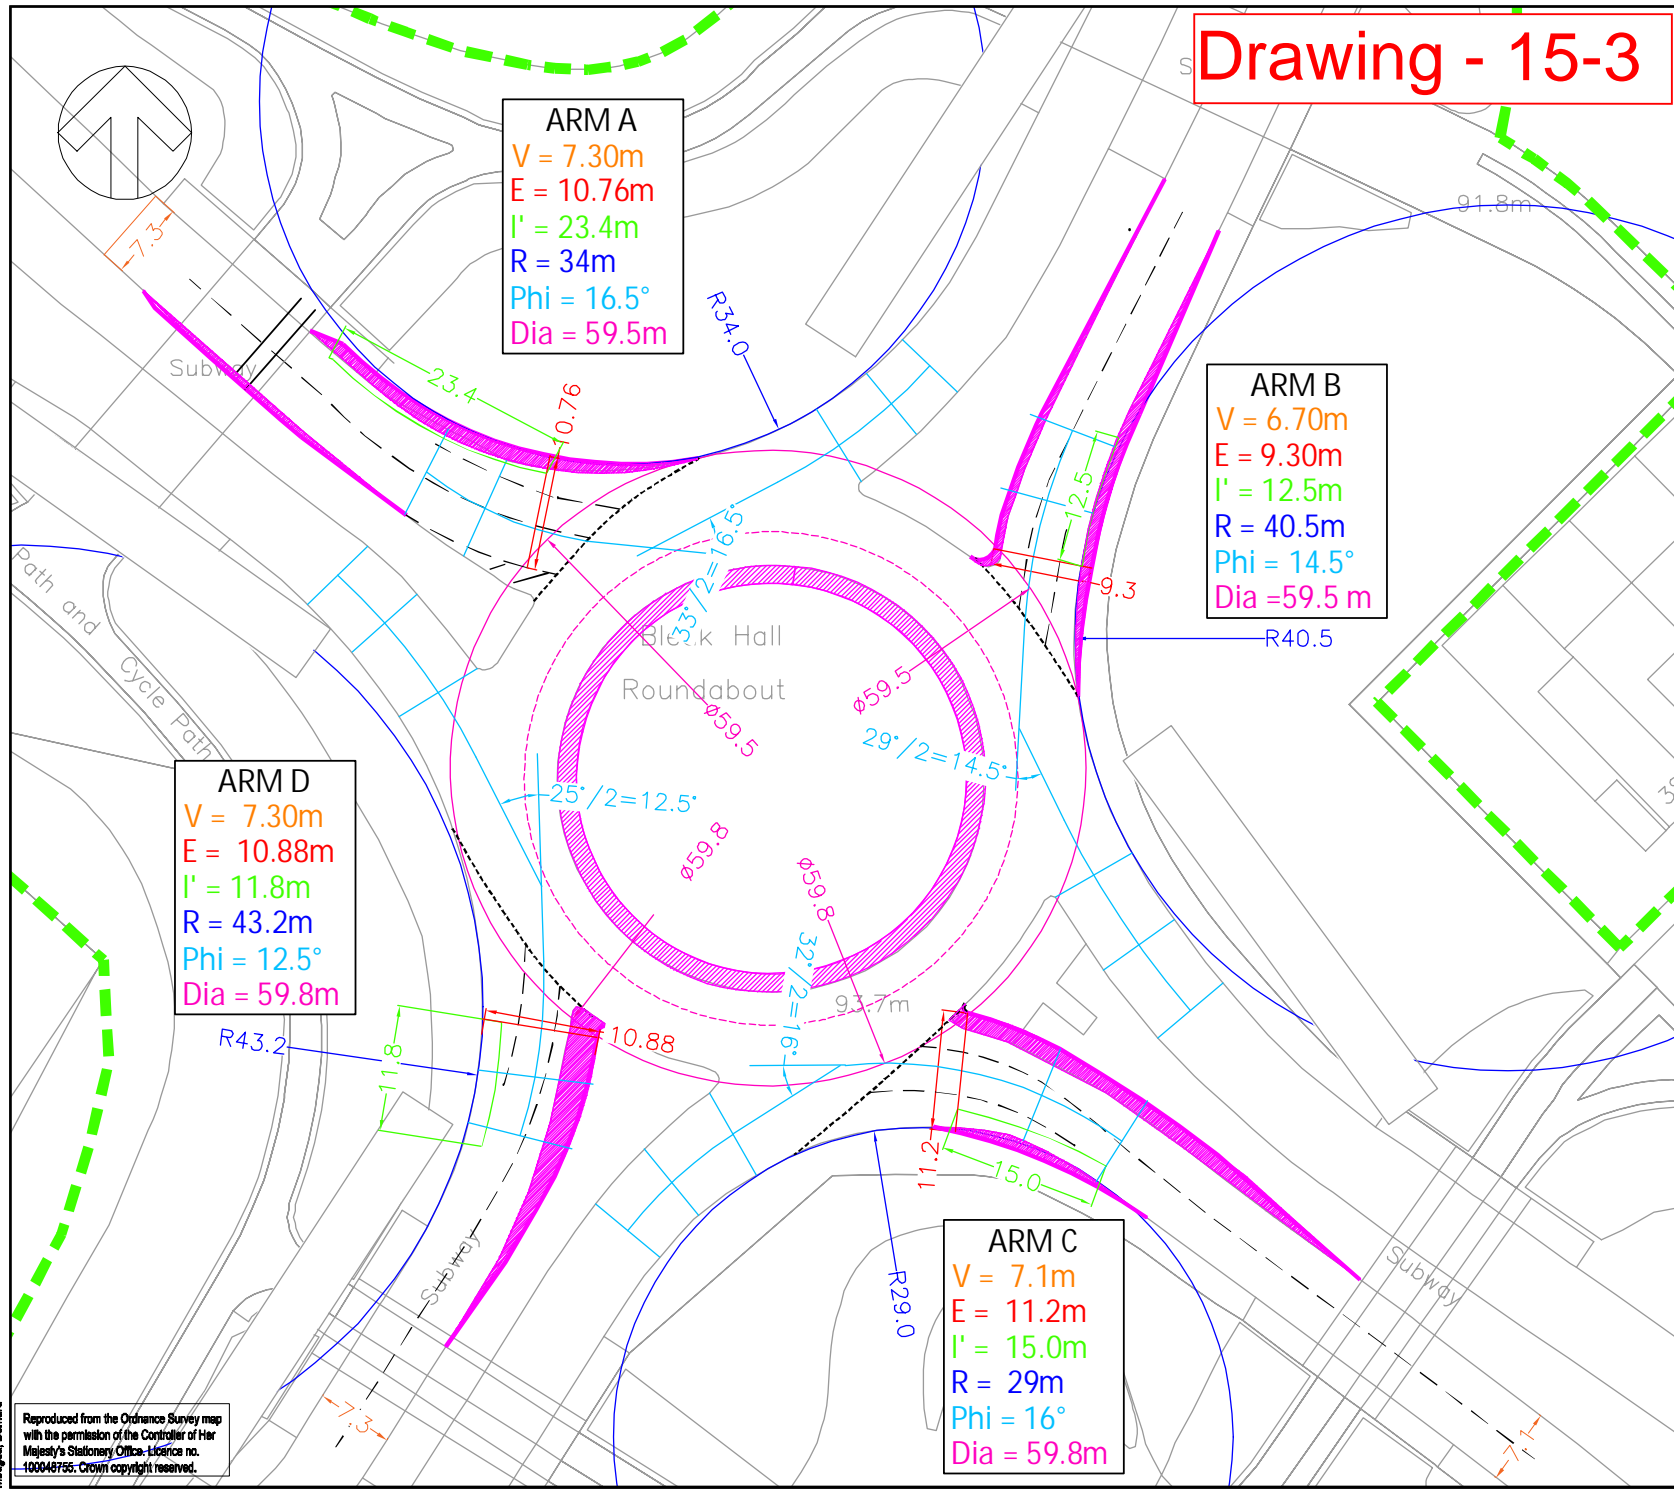 Drawing - 15-3
S
ARM A
V = 7.30m
E = 10.76m
l' = 23.4m
R = 34m
Phi = 16.5°
Dia = 59.5m
91.8m
7.3
Subway
23.4
10.76
R34.0
ARM B
V = 6.70m
E = 9.30m
l' = 12.5m
R = 40.5m
Phi = 14.5°
Dia =59.5 m
12.5
9.3
R40.5
33°/2=16.5°
Hall
Roundabout
ø59.5
ø59.5
29°/2=14.5°
25°/2=12.5°
ø59.8
ø59.8
32°/2=16°
93.7m
Path and Cycle Path
ARM D
V = 7.30m
E = 10.88m
l' = 11.8m
R = 43.2m
Phi = 12.5°
Dia = 59.8m
R43.2
11.8
10.88
11.2
15.0
R29.0
Subway
Subway
ARM C
V = 7.1m
E = 11.2m
l' = 15.0m
R = 29m
Phi = 16°
Dia = 59.8m
7.3
7.1
Reproduced from the Ordnance Survey map
with the permission of the Controller of Her
Majesty's Stationery Office. Licence no.
100046755. Crown copyright reserved.